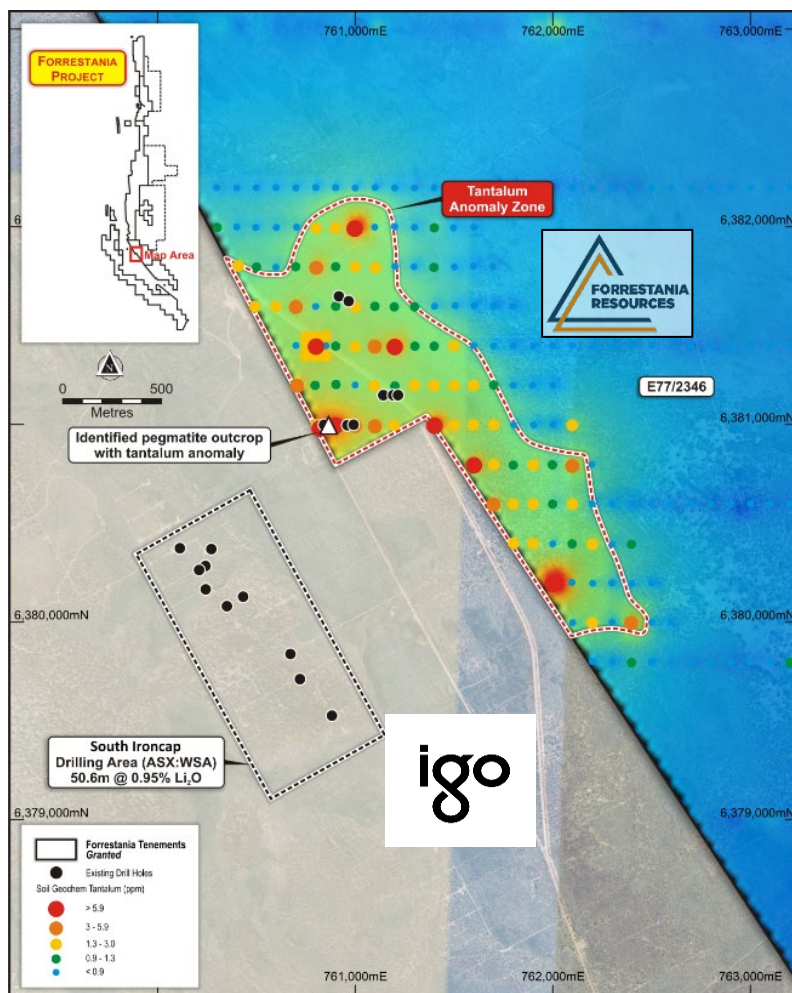 761,000mE
762,000mE
763,000mE
FORRESTANIA
PROJECT
Map Area
N
0 500
Metres
Tantalum
Anomaly Zone
6,382,000mN
FORRESTANIA
RESOURCES
E77/2346
6,381,000mN
Identified pegmatite outcrop
with tantalum anomaly
6,380,000mN
6,380,000mN
South Ironcap
Drilling Area (ASX:WSA)
50.6m @ 0.95% Li₂O
igo
6,379,000mN
6,379,000mN
Forrestania Tenements
Granted
Existing Drill Holes
Soil Geochem Tantalum (ppm)
> 5.9
3 - 5.9
1.3 - 3.0
0.9 - 1.3
< 0.9
761,000mE
762,000mE
763,000mE